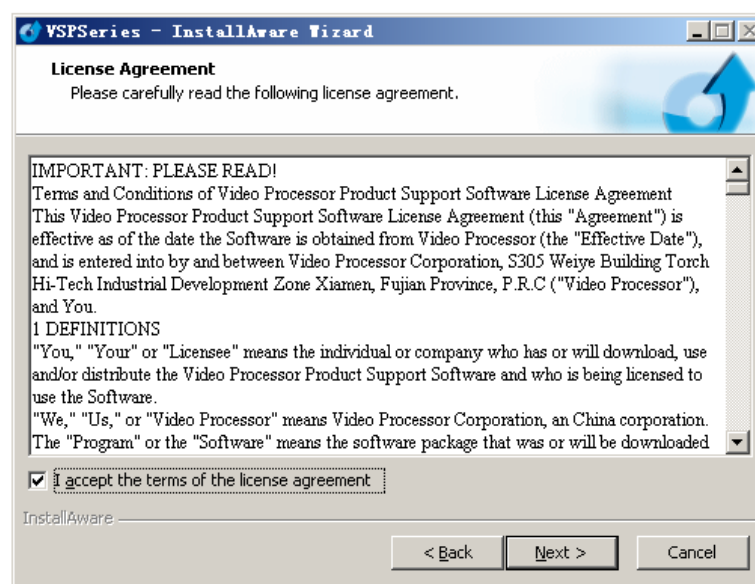 VSPSeries - InstallAware Wizard
License Agreement
Please carefully read the following license agreement.
IMPORTANT: PLEASE READ!
Terms and Conditions of Video Processor Product Support Software License Agreement
This Video Processor Product Support Software License Agreement (this "Agreement") is
effective as of the date the Software is obtained from Video Processor (the "Effective Date"),
and is entered into by and between Video Processor Corporation, S305 Weiye Building Torch
Hi-Tech Industrial Development Zone Xiamen, Fujian Province, P.R.C ("Video Processor"),
and You.
1 DEFINITIONS
"You," "Your" or "Licensee" means the individual or company who has or will download, use
and/or distribute the Video Processor Product Support Software and who is being licensed to
use the Software.
"We," "Us," or "Video Processor" means Video Processor Corporation, an China corporation.
The "Program" or the "Software" means the software package that was or will be downloaded
I accept the terms of the license agreement
InstallAware
< Back Next > Cancel